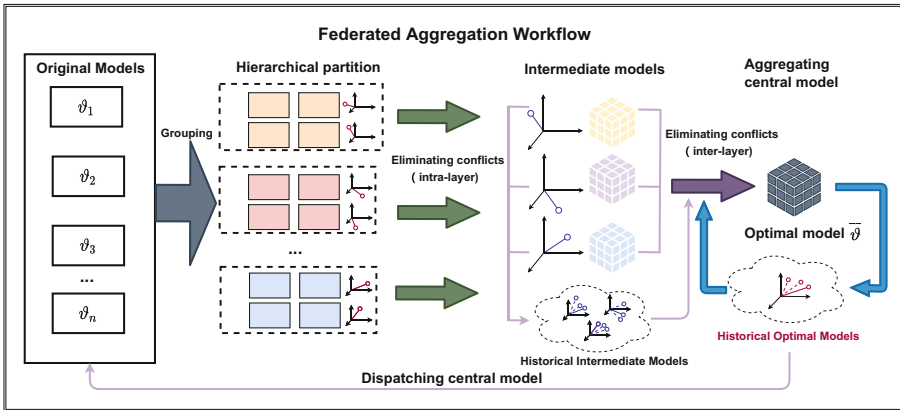 Federated Aggregation Workflow
Original Models
ϑ1
ϑ2
ϑ3
...
ϑn
Grouping
Hierarchical partition
...
Eliminating conflicts
( intra-layer)
Intermediate models
Historical Intermediate Models
Eliminating conflicts
( inter-layer)
Aggregating
central model
Optimal model ϑ̅
Historical Optimal Models
Dispatching central model